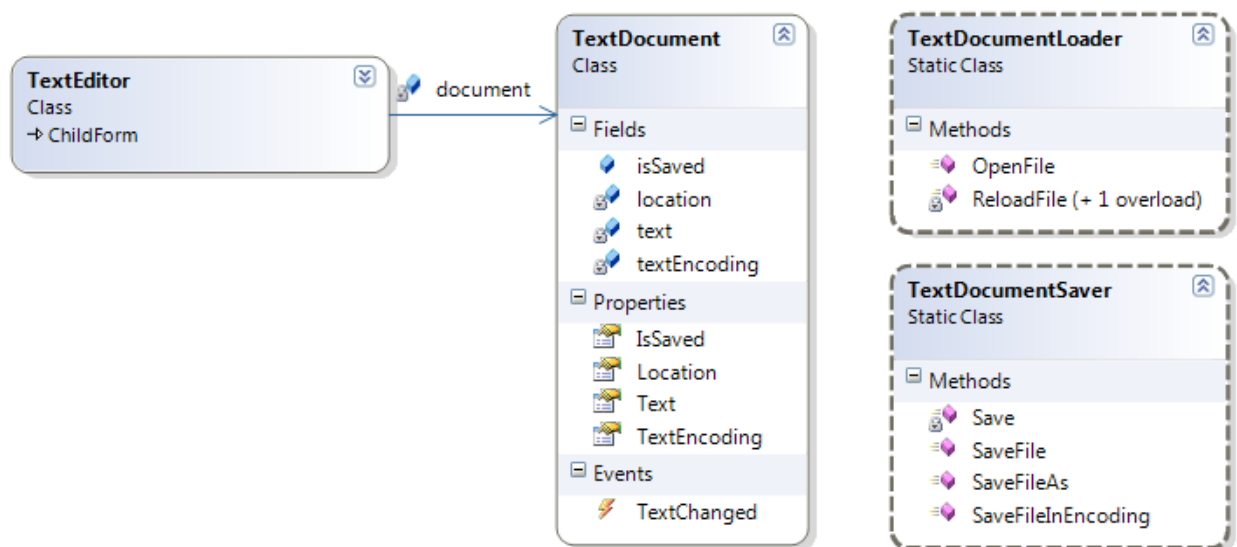 TextEditor
Class
ChildForm
document
TextDocument
Class
Fields
isSaved
location
text
textEncoding
Properties
IsSaved
Location
Text
TextEncoding
Events
TextChanged
TextDocumentLoader
Static Class
Methods
OpenFile
ReloadFile (+ 1 overload)
TextDocumentSaver
Static Class
Methods
Save
SaveFile
SaveFileAs
SaveFileInEncoding